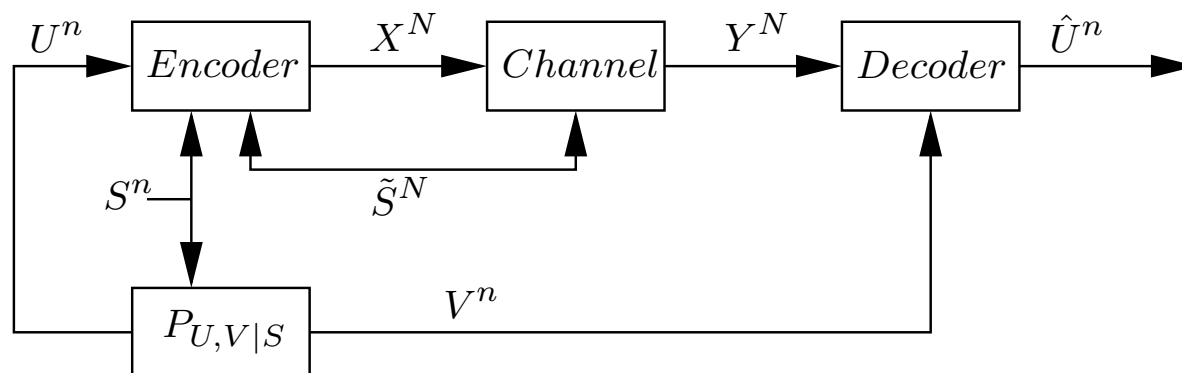 U^n
Encoder
X^N
Channel
Y^N
Decoder
Û^n
S^n
S̃^N
P_{U,V|S}
V^n